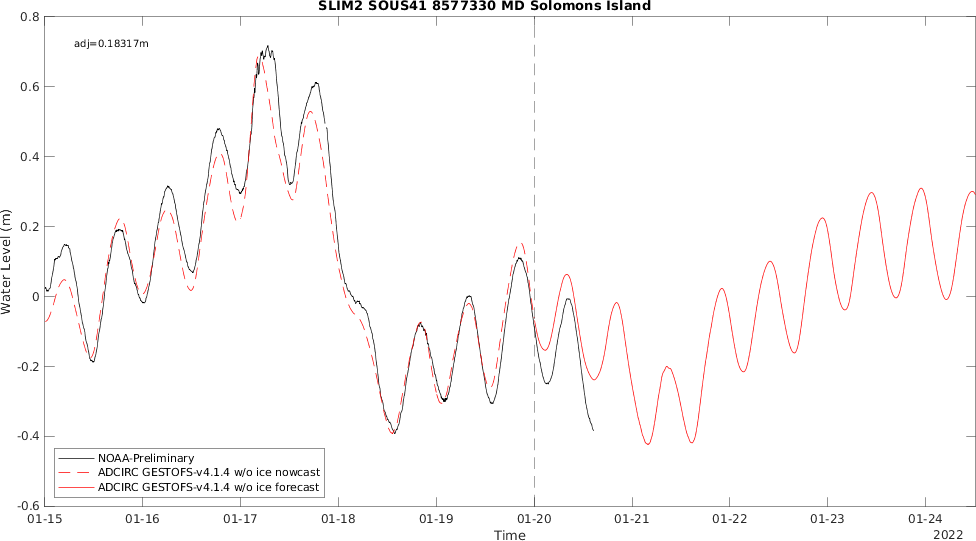 SLIM2 SOUS41 8577330 MD Solomons Island
adj=0.18317m
0.8
0.6
0.4
0.2
0
-0.2
-0.4
-0.6
Water Level (m)
NOAA-Preliminary
ADCIRC GESTOFS-v4.1.4 w/o ice nowcast
ADCIRC GESTOFS-v4.1.4 w/o ice forecast
01-15 01-16 01-17 01-18 01-19 01-20 01-21 01-22 01-23 01-24
Time
2022